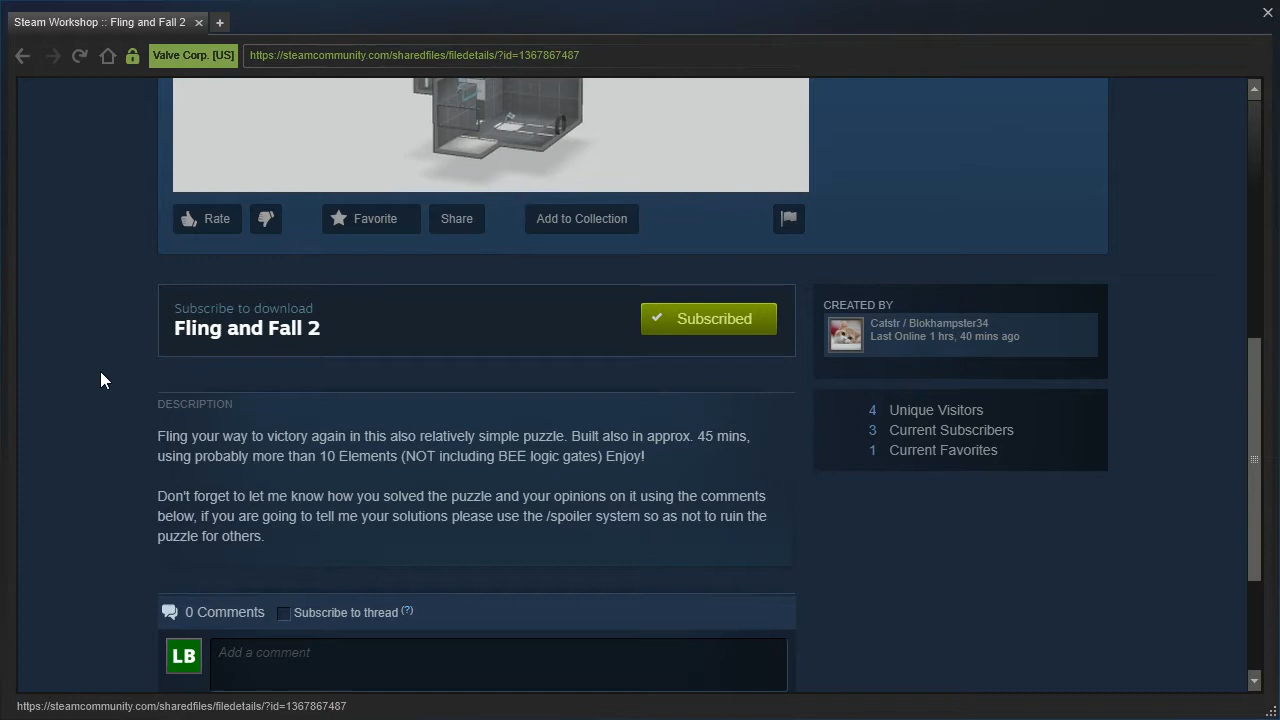 Steam Workshop :: Fling and Fall 2
Valve Corp. [US]
https://steamcommunity.com/sharedfiles/filedetails/?id=1367867487
Rate
Favorite
Share
Add to Collection
Subscribe to download
Fling and Fall 2
Subscribed
CREATED BY
Catstr / Blokhampster34
Last Online 1 hrs, 40 mins ago
4 Unique Visitors
3 Current Subscribers
1 Current Favorites
DESCRIPTION
Fling your way to victory again in this also relatively simple puzzle. Built also in approx. 45 mins,
using probably more than 10 Elements (NOT including BEE logic gates) Enjoy!
Don't forget to let me know how you solved the puzzle and your opinions on it using the comments
below, if you are going to tell me your solutions please use the /spoiler system so as not to ruin the
puzzle for others.
0 Comments
Subscribe to thread (?)
LB
Add a comment
https://steamcommunity.com/sharedfiles/filedetails/?id=1367867487